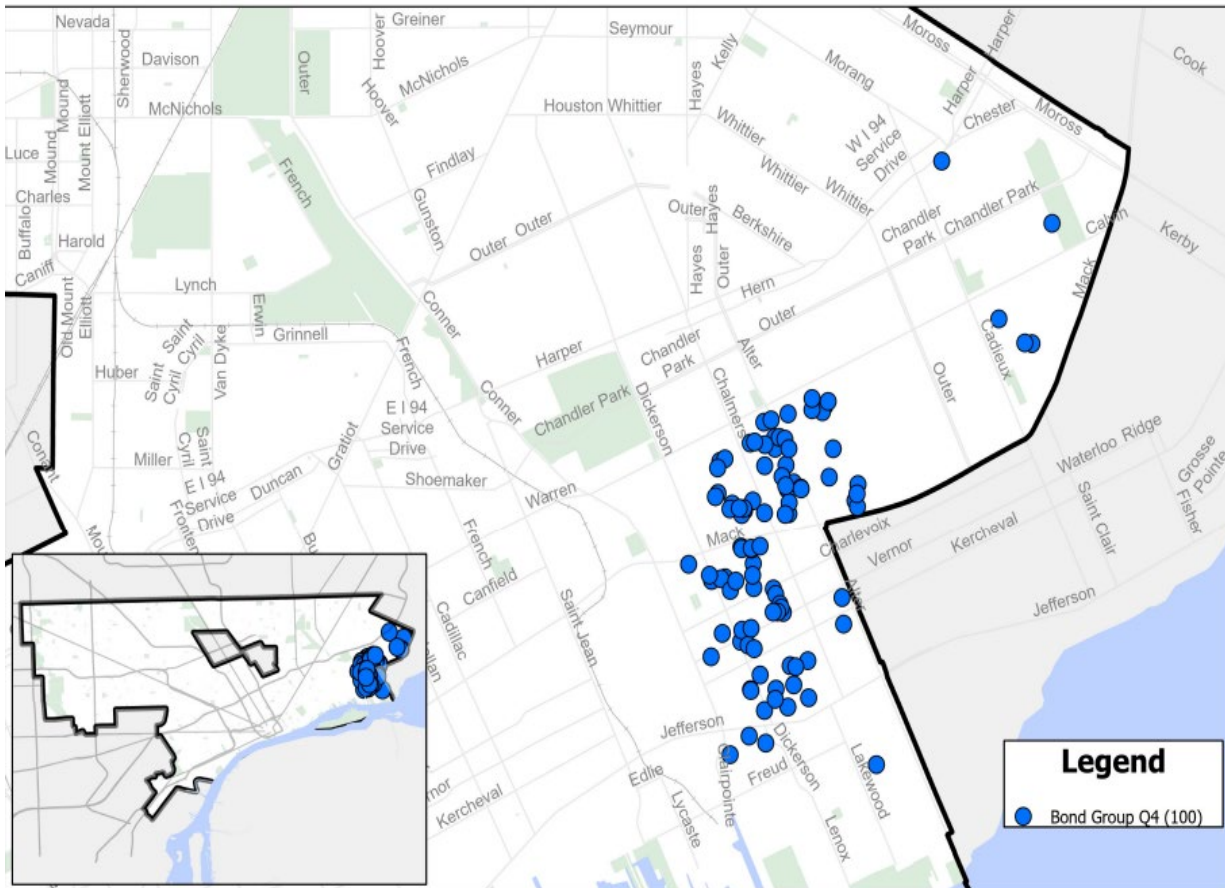 Nevada
Greiner
Seymour
Moross
Harper
Cook
Sherwood
Davison
Outer
Hoover
McNichols
Kelly
Hayes
Morang
Harper
Chester
Moross
McNichols
Hoover
Houston Whittier
Whittier
Whittier
Whittier
W I 94
Service
Drive
Mound
Mound
Mount Elliott
Luce
Charles
Buffalo
Harold
Caniff
French
Findlay
Gunston
Outer
Outer
Outer
Hayes
Hayes
Outer
Berkshire
Chandler
Park
Chandler Park
Calvin
Kerby
Mack
Old Mount
Elliott
Lynch
Erwin
Grinnell
Conner
Hern
Outer
Saint
Cyril
Saint
Cyril
Van Dyke
Huber
French
Harper
Chandler
Park
Alter
Cadieux
Outer
E I 94
Service
Drive
Conner
Chandler Park
Dickerson
Chalmers
Conant
Miller
Saint
Cyril
E I 94
Service
Drive
Duncan
Gratiot
Shoemaker
Warren
Waterloo Ridge
Grosse
Pointe
Fisher
Saint Clair
French
Canfield
Mack
Charlevoix
Vernor
Kercheval
Alter
Jefferson
Cadillac
Saint Jean
Jefferson
Edlie
Kercheval
Clairpointe
Freud
Dickerson
Lakewood
Lycaste
Lenox
Legend
Bond Group Q4 (100)